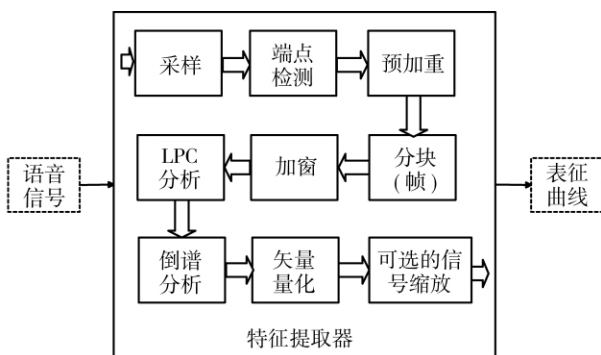 采样
端点
检测
预加重
语音
信号
LPC
分析
加窗
分块
(帧)
表征
曲线
倒谱
分析
矢量
量化
可选的信
号缩放
特征提取器